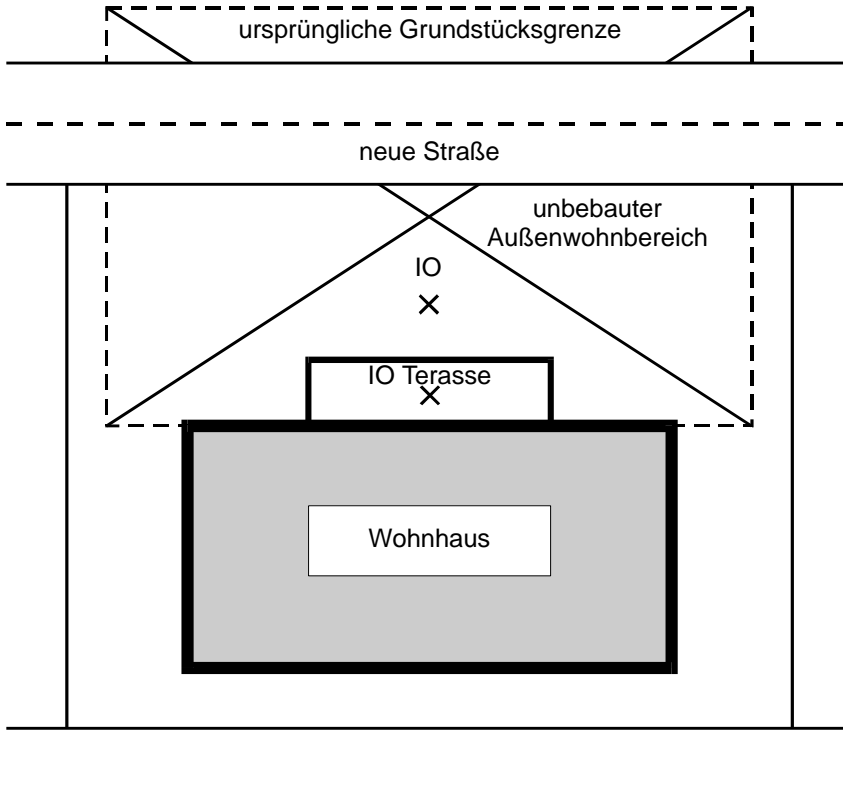 ursprüngliche Grundstücksgrenze
neue Straße
unbebauter
Außenwohnbereich
IO
IO Terasse
Wohnhaus